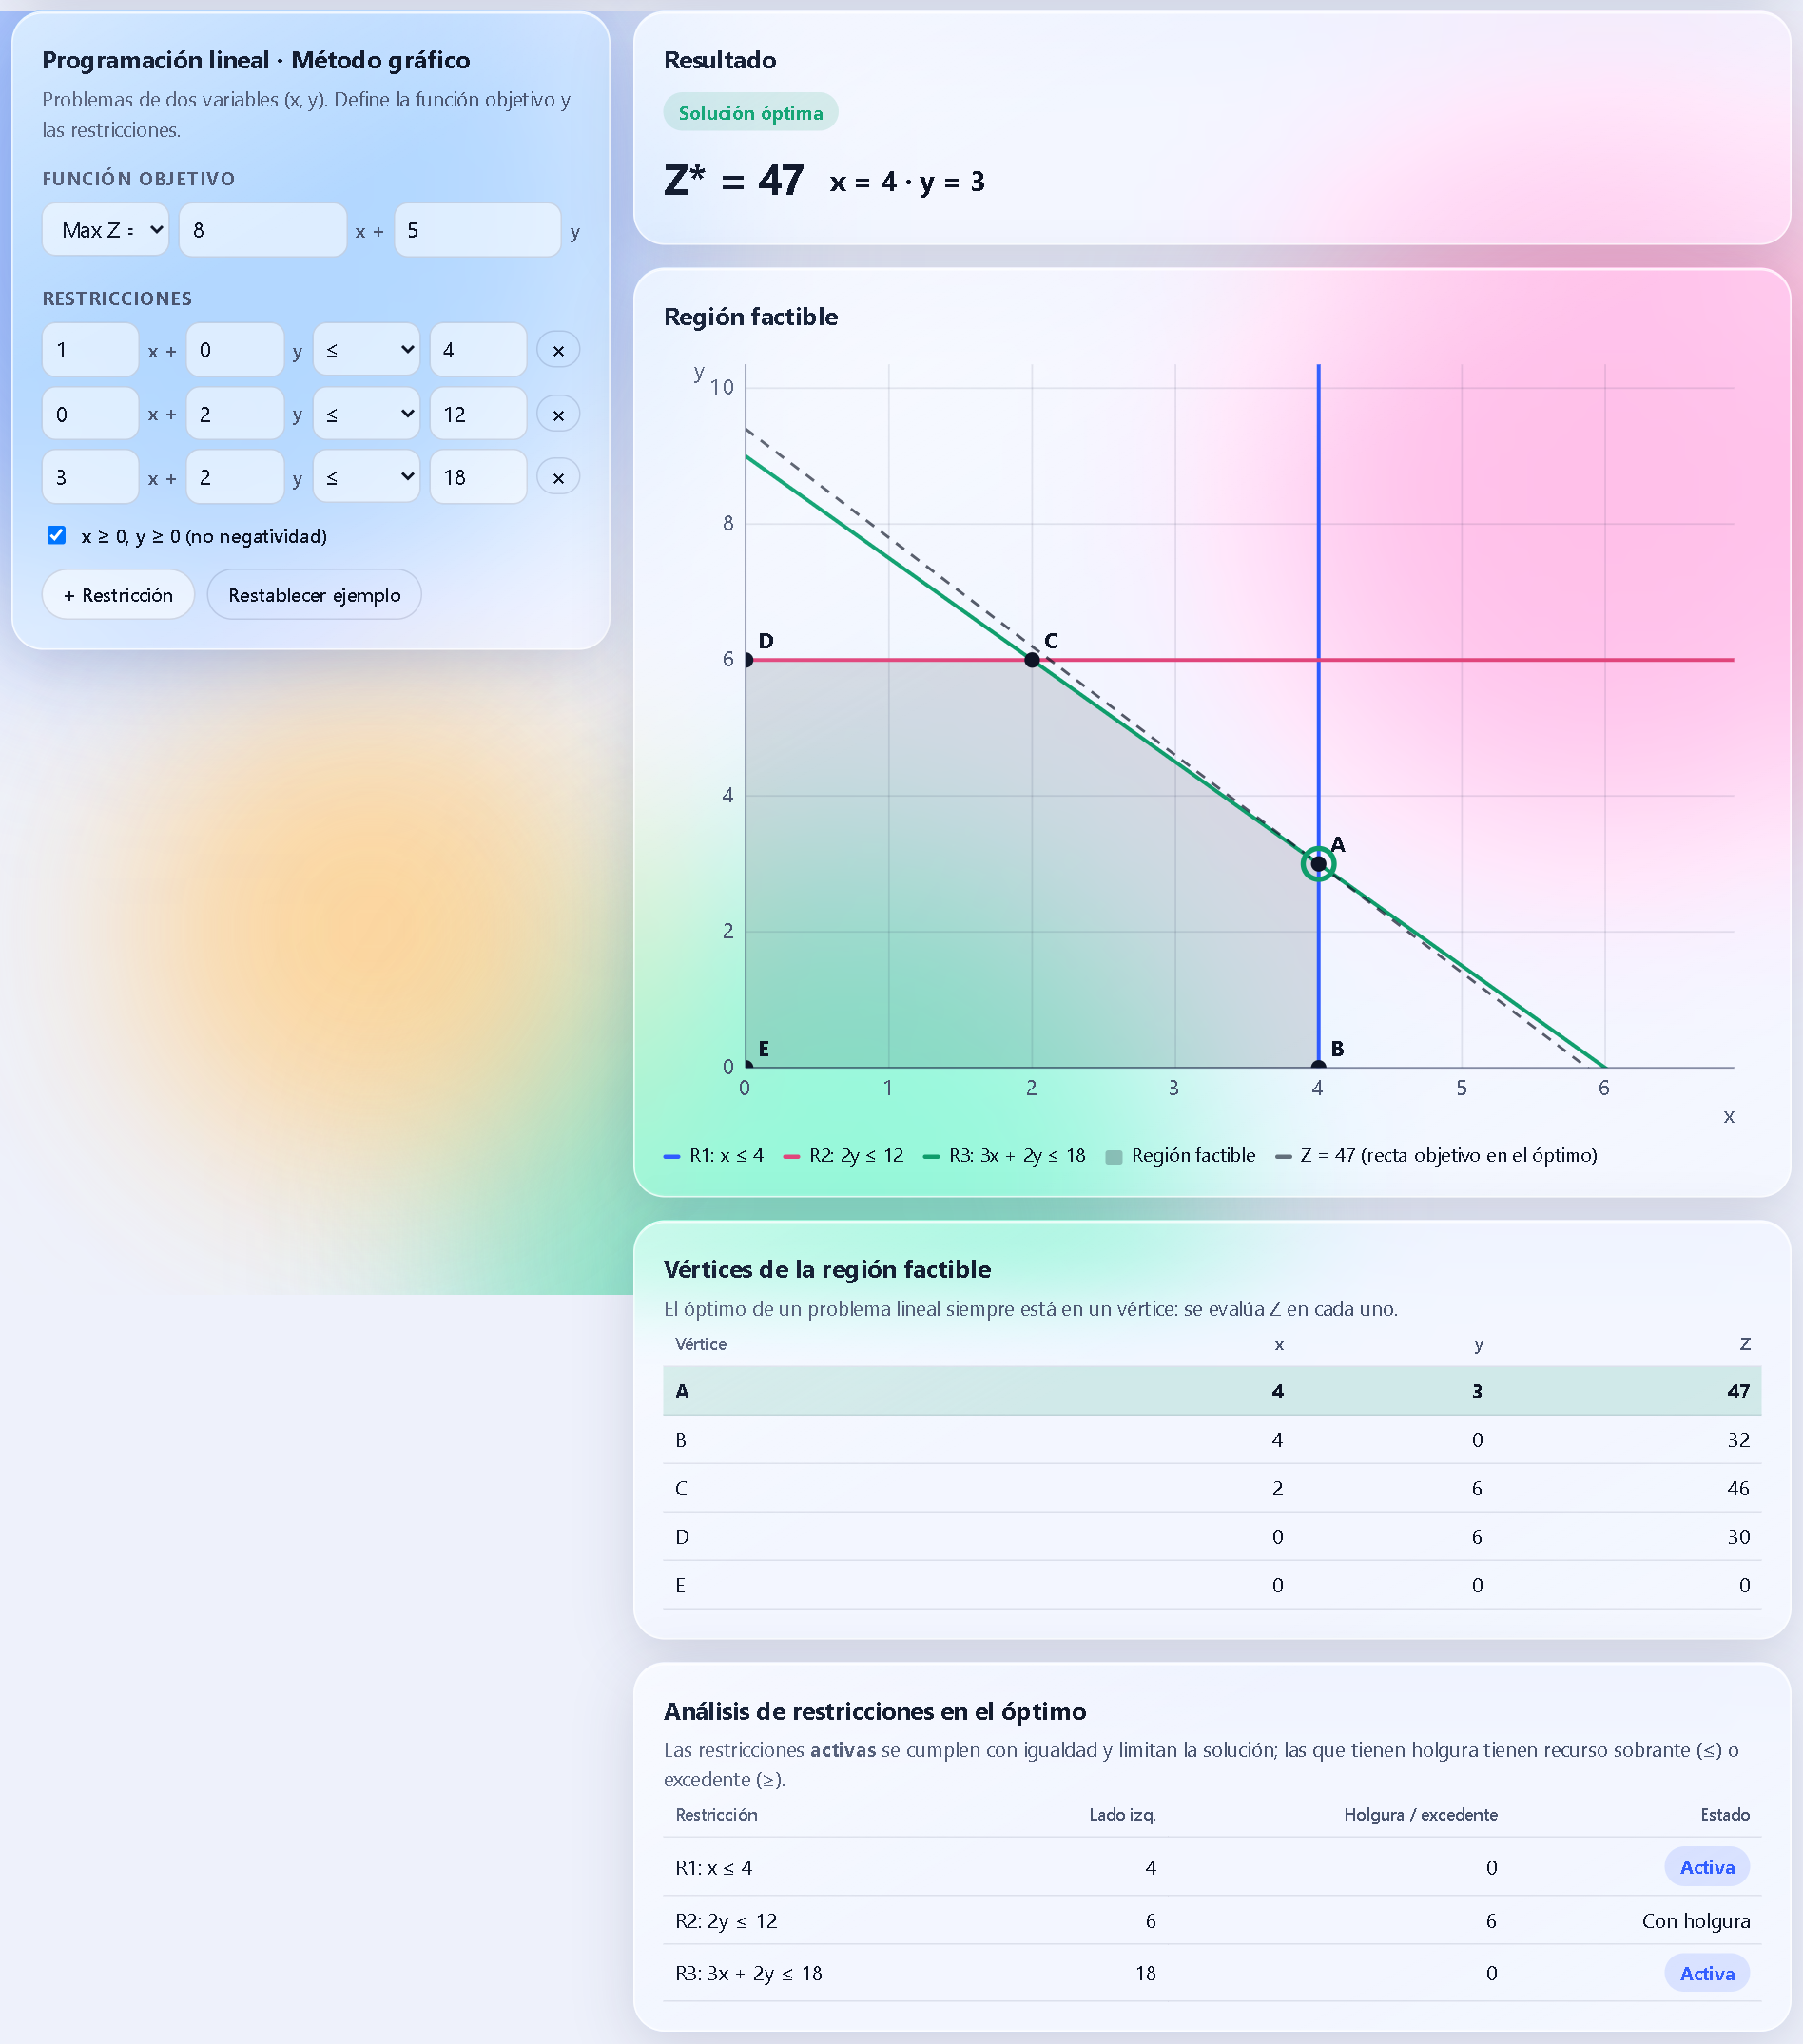 Programación lineal · Método gráfico
Problemas de dos variables (x, y). Define la función objetivo y
las restricciones.
FUNCIÓN OBJETIVO
Max Z = 8 x + 5 y
RESTRICCIONES
1 x + 0 y ≤ 4 ×
0 x + 2 y ≤ 12 ×
3 x + 2 y ≤ 18 ×
x ≥ 0, y ≥ 0 (no negatividad)
+ Restricción Restablecer ejemplo
Resultado
Solución óptima
Z* = 47 x = 4 · y = 3
Región factible
y
10
8
6
4
2
0
D
C
A
E
B
0 1 2 3 4 5 6
x
R1: x ≤ 4 R2: 2y ≤ 12 R3: 3x + 2y ≤ 18 Región factible Z = 47 (recta objetivo en el óptimo)
Vértices de la región factible
El óptimo de un problema lineal siempre está en un vértice: se evalúa Z en cada uno.
Vértice x y Z
A 4 3 47
B 4 0 32
C 2 6 46
D 0 6 30
E 0 0 0
Análisis de restricciones en el óptimo
Las restricciones activas se cumplen con igualdad y limitan la solución; las que tienen holgura tienen recurso sobrante (≤) o
excedente (≥).
Restricción Lado izq. Holgura / excedente Estado
R1: x ≤ 4 4 0 Activa
R2: 2y ≤ 12 6 6 Con holgura
R3: 3x + 2y ≤ 18 18 0 Activa